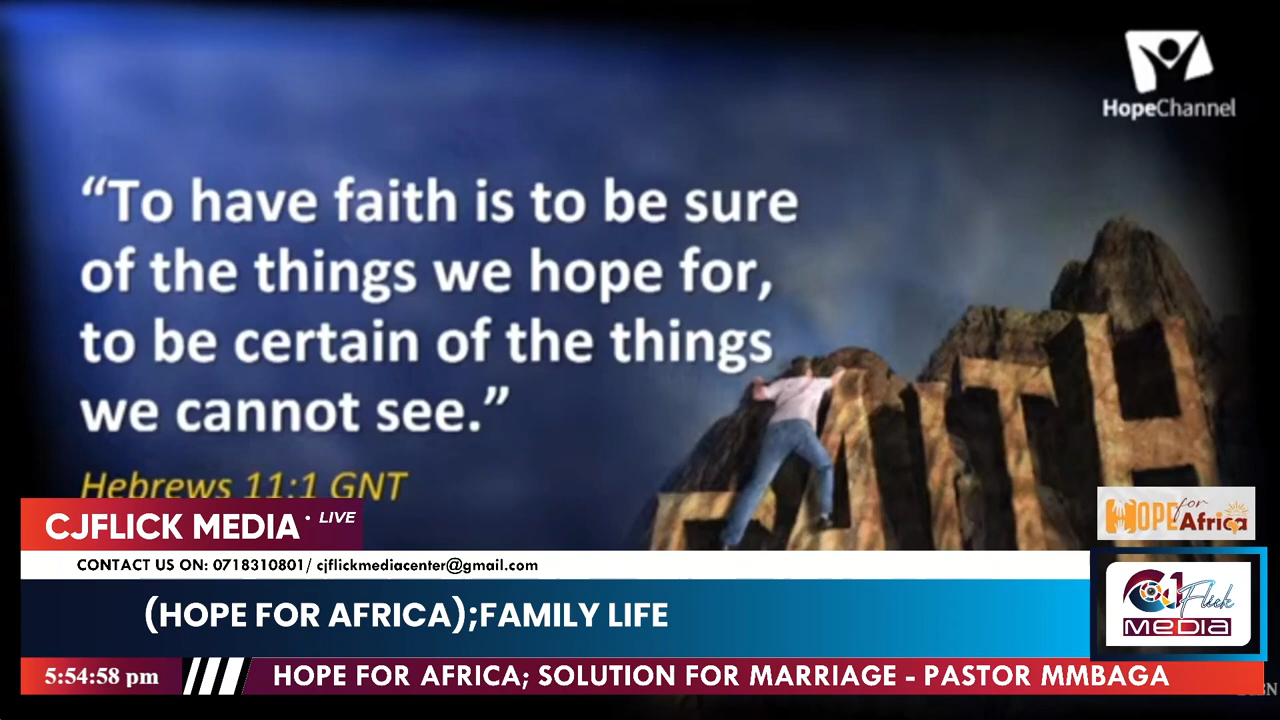 HopeChannel
“To have faith is to be sure
of the things we hope for,
to be certain of the things
we cannot see.”
Hebrews 11:1 GNT
FAITH
CJFLICK MEDIA • LIVE
HOPE for Africa
CONTACT US ON: 0718310801/ cjflickmediacenter@gmail.com
(HOPE FOR AFRICA);FAMILY LIFE
Flick
MEDIA
5:54:58 pm
HOPE FOR AFRICA; SOLUTION FOR MARRIAGE - PASTOR MMBAGA